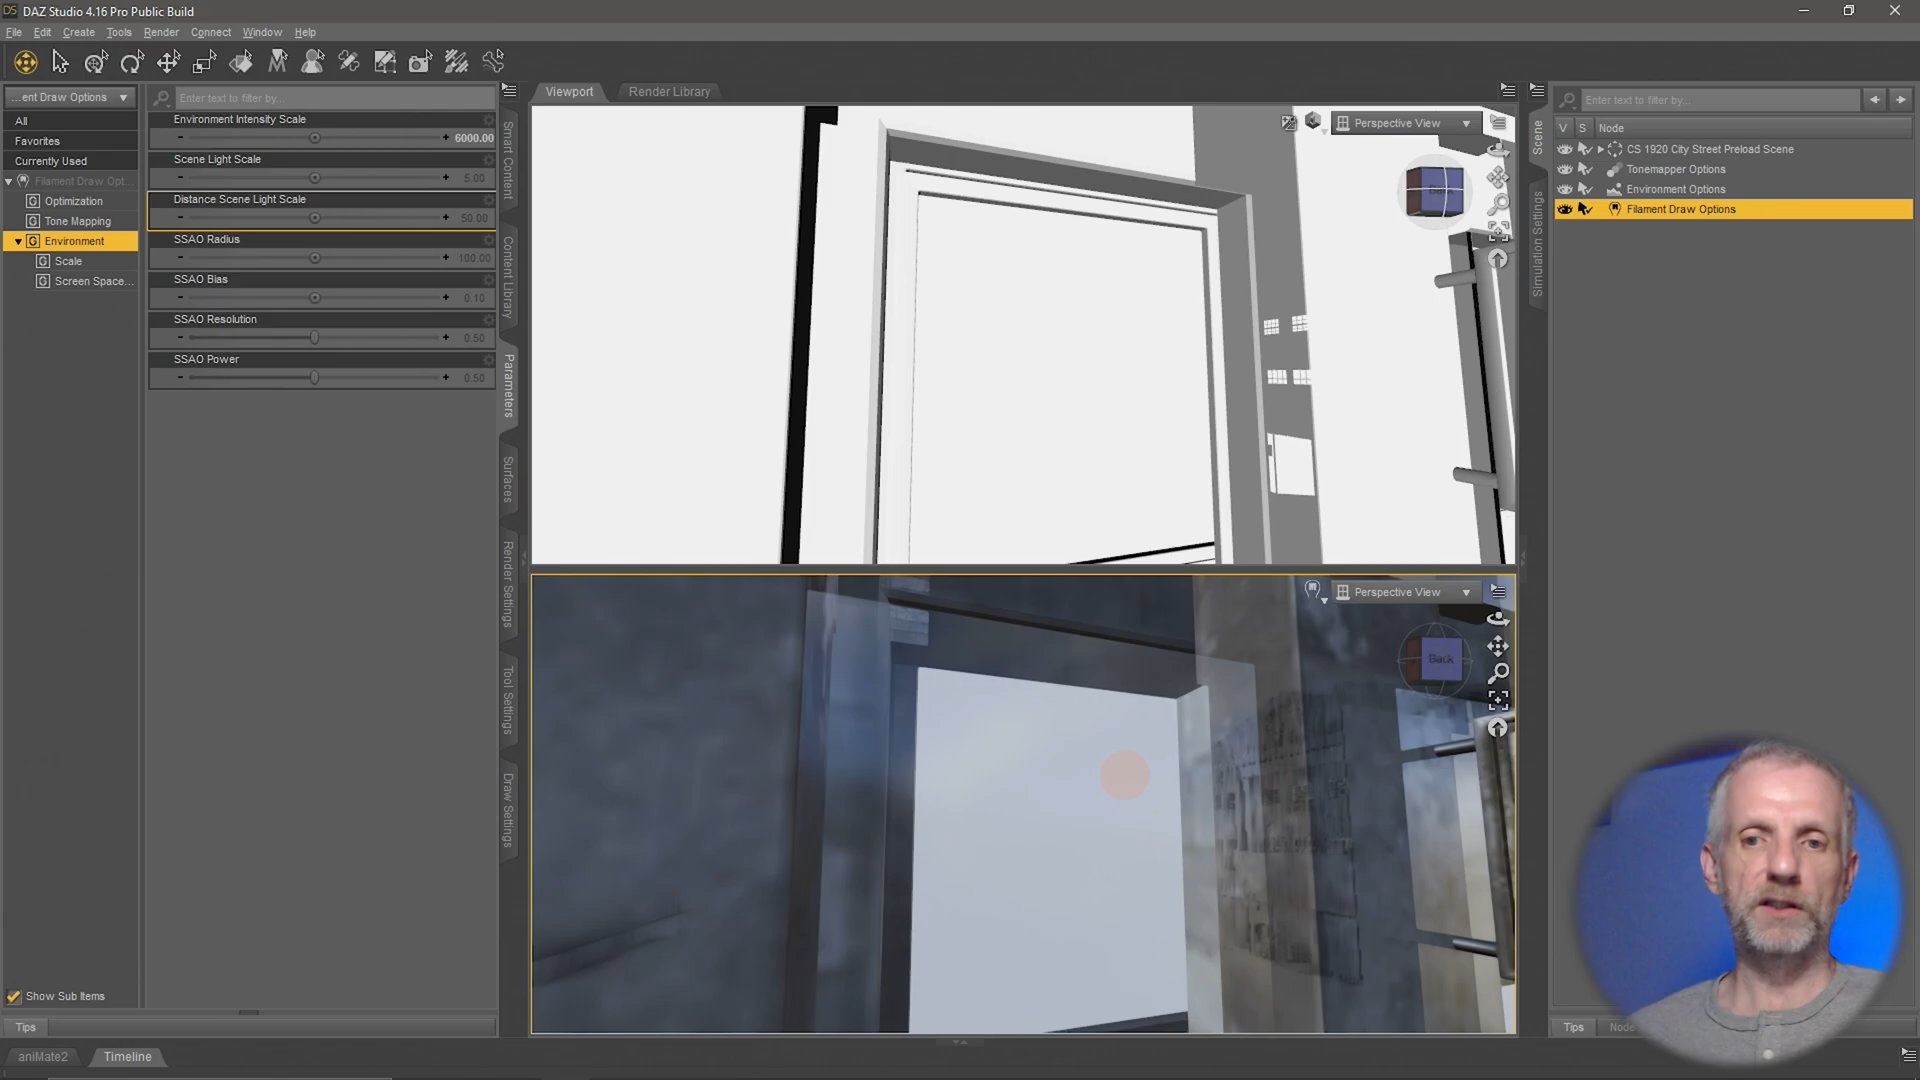 DS DAZ Studio 4.16 Pro Public Build
File Edit Create Tools Render Connect Window Help
...ent Draw Options
All
Favorites
Currently Used
Filament Draw Opt...
Optimization
Tone Mapping
Environment
Scale
Screen Space...
Show Sub Items
Tips
Enter text to filter by...
Environment Intensity Scale
6000.00
Scene Light Scale
5.00
Distance Scene Light Scale
50.00
SSAO Radius
100.00
SSAO Bias
0.10
SSAO Resolution
0.50
SSAO Power
0.50
Smart Content
Content Library
Parameters
Surfaces
Render Settings
Tool Settings
Draw Settings
Viewport
Render Library
Perspective View
Back
Perspective View
Back
Scene
Simulation Settings
Enter text to filter by...
V S Node
CS 1920 City Street Preload Scene
Tonemapper Options
Environment Options
Filament Draw Options
Tips
Node
aniMate2
Timeline